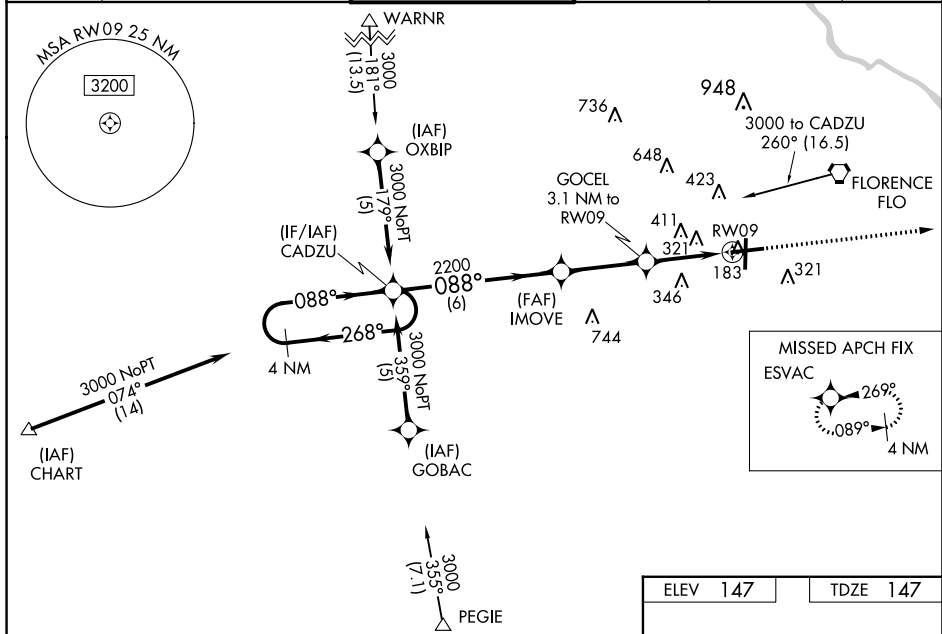 MSA RW09 25 NM
3200
WARNR
3000
181°
(13.5)
(IAF)
OXBIP
3000 NoPT
179°
(5)
(IF/IAF)
CADZU
088°
268°
4 NM
3000 NoPT
074°
(14)
(IAF)
CHART
3000 NoPT
359°
(5)
(IAF)
GOBAC
3000
355°
(7.1)
PEGIE
2200
088°
(6)
(FAF)
IMOVE
GOCEL
3.1 NM to
RW09
736
648
948
423
411
321
346
744
RW09
183
321
3000 to CADZU
260° (16.5)
FLORENCE
FLO
MISSED APCH FIX
ESVAC
269°
089°
4 NM
ELEV 147
TDZE 147